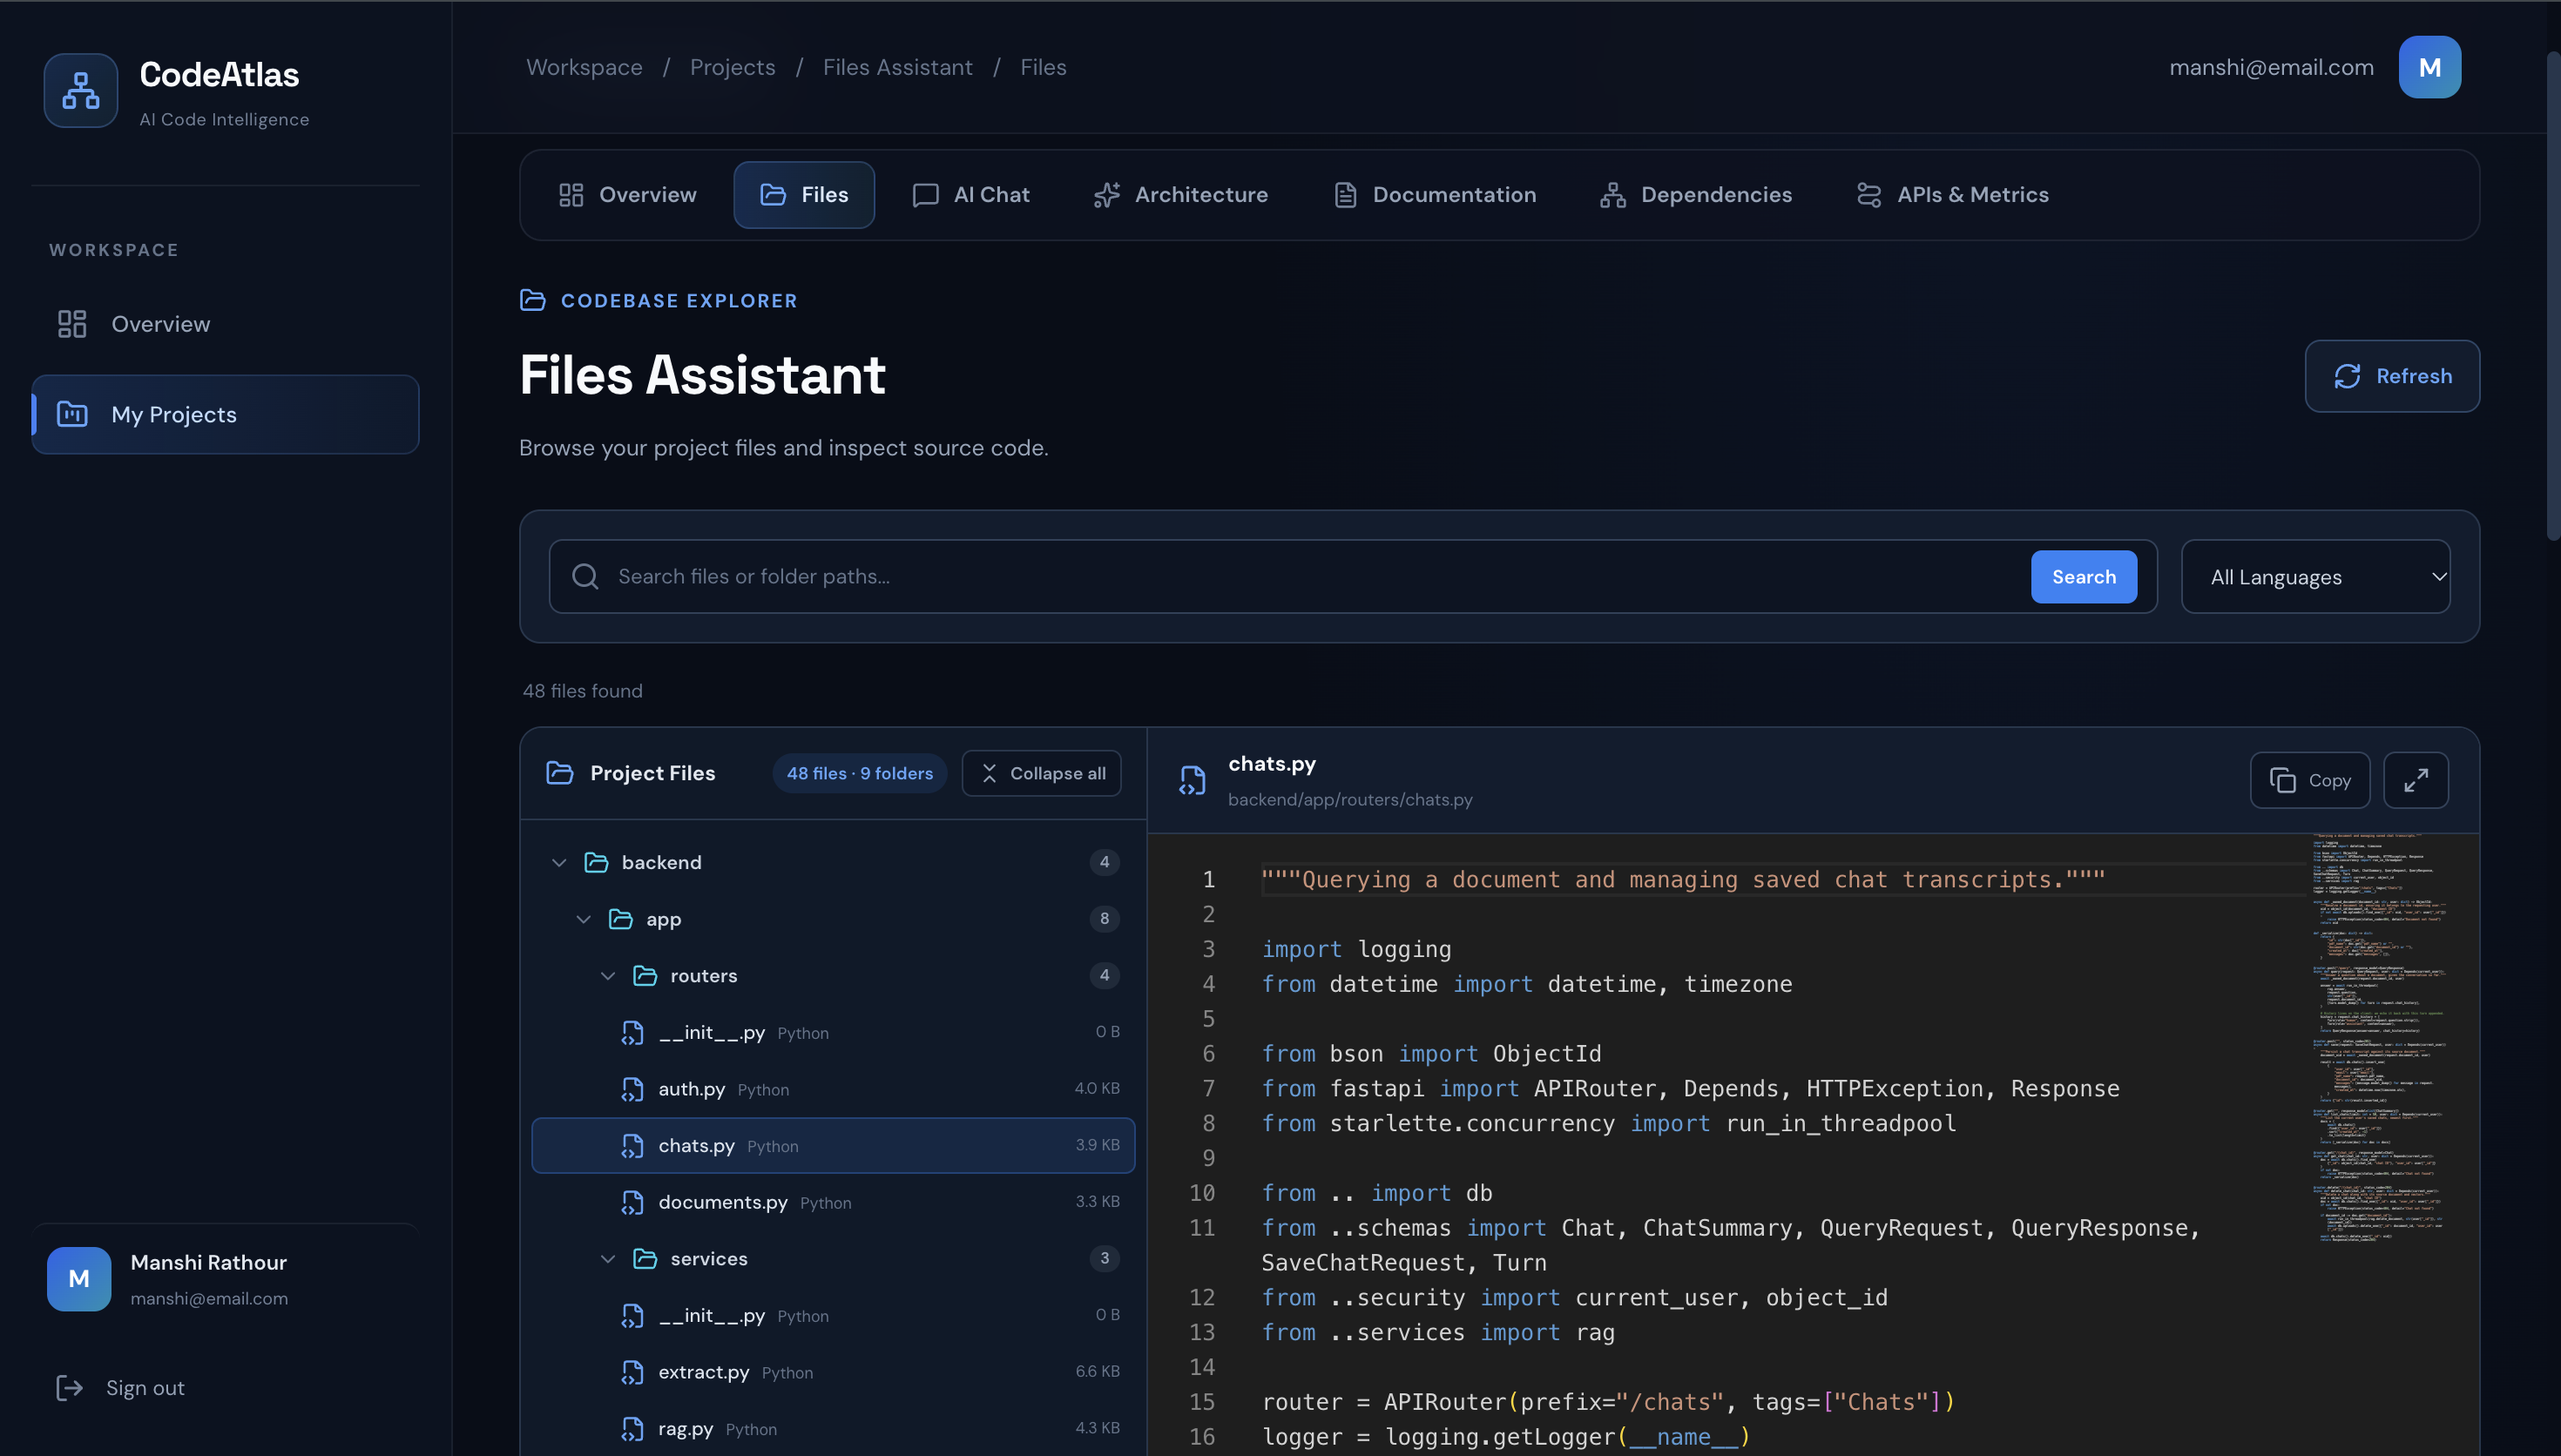 CodeAtlas
AI Code Intelligence
WORKSPACE
Overview
My Projects
Manshi Rathour
manshi@email.com
Sign out
Workspace / Projects / Files Assistant / Files
manshi@email.com
M
Overview
Files
AI Chat
Architecture
Documentation
Dependencies
APIs & Metrics
CODEBASE EXPLORER
Files Assistant
Refresh
Browse your project files and inspect source code.
Search files or folder paths...
Search
All Languages
48 files found
Project Files
48 files · 9 folders
Collapse all
backend 4
app 8
routers 4
__init__.py Python 0 B
auth.py Python 4.0 KB
chats.py Python 3.9 KB
documents.py Python 3.3 KB
services 3
__init__.py Python 0 B
extract.py Python 6.6 KB
rag.py Python 4.3 KB
M
chats.py
backend/app/routers/chats.py
Copy
1 """Querying a document and managing saved chat transcripts."""
2
3 import logging
4 from datetime import datetime, timezone
5
6 from bson import ObjectId
7 from fastapi import APIRouter, Depends, HTTPException, Response
8 from starlette.concurrency import run_in_threadpool
9
10 from .. import db
11 from ..schemas import Chat, ChatSummary, QueryRequest, QueryResponse,
SaveChatRequest, Turn
12 from ..security import current_user, object_id
13 from ..services import rag
14
15 router = APIRouter(prefix="/chats", tags=["Chats"])
16 logger = logging.getLogger(__name__)